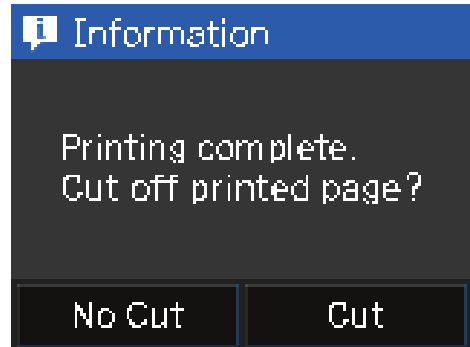 Information
Printing complete.
Cut off printed page?
No Cut
Cut